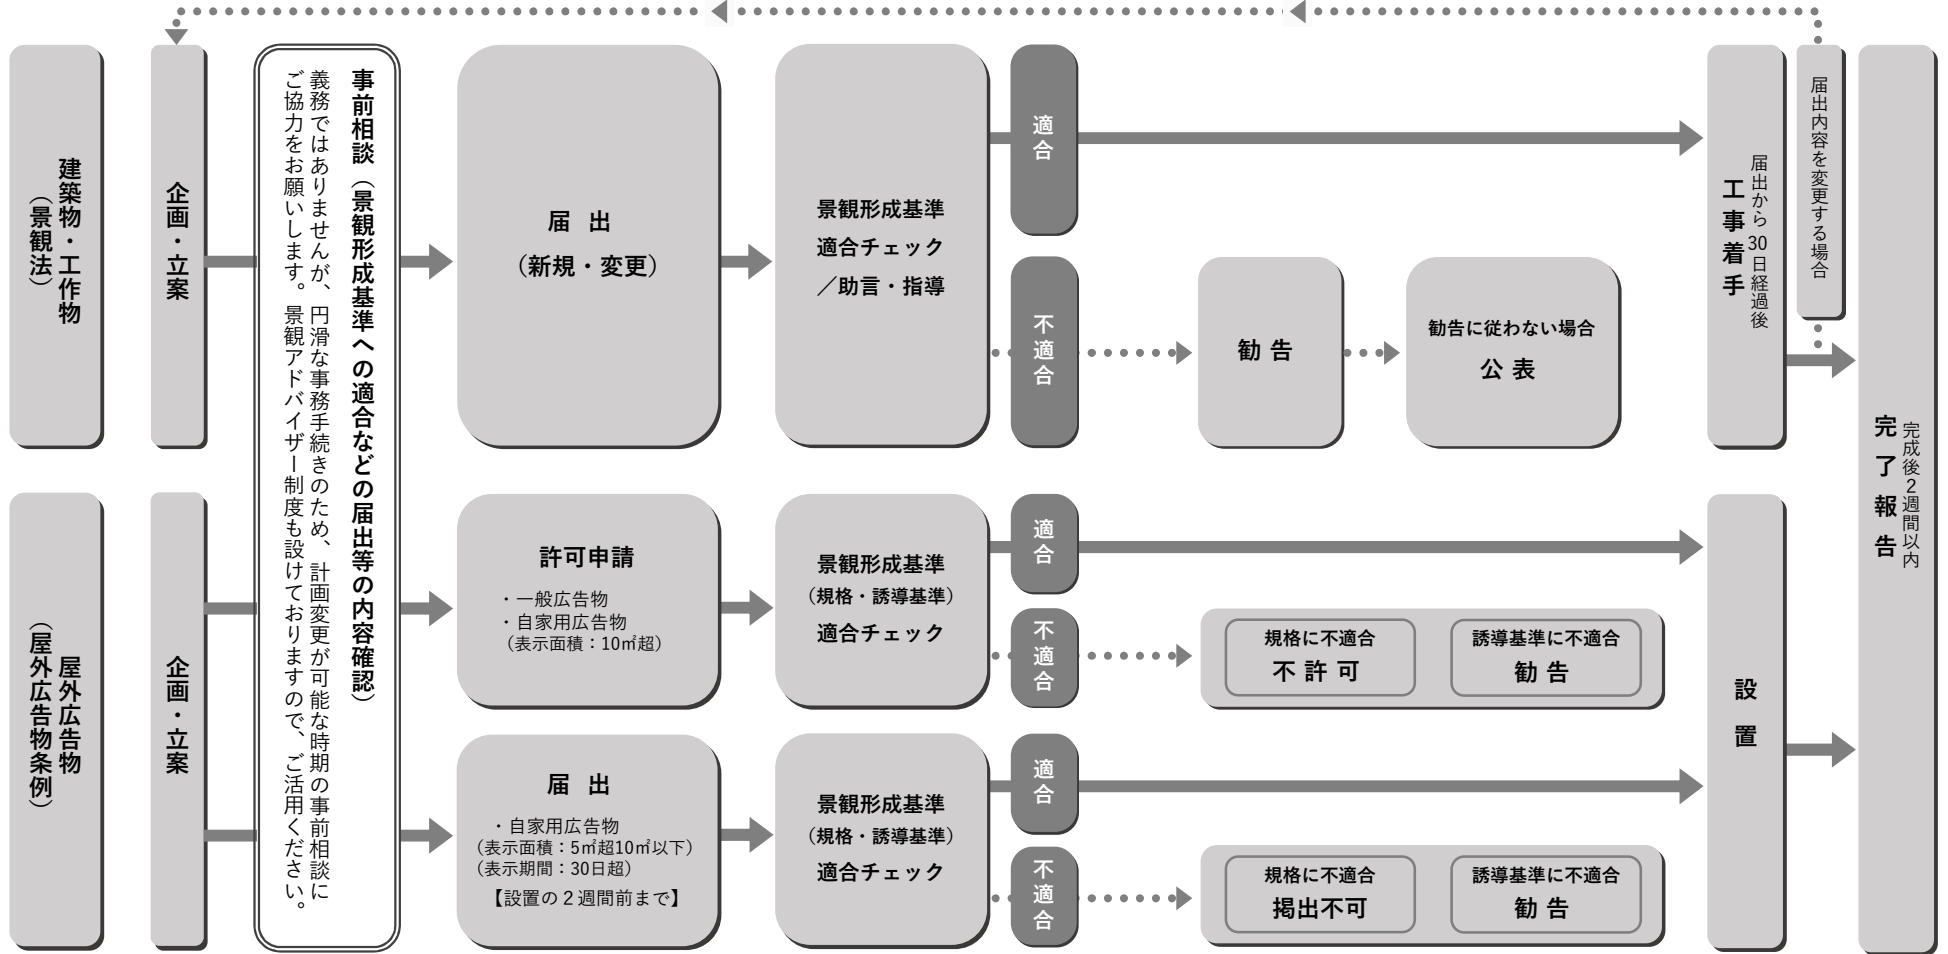 建築物・工作物
（景観法）
企画・立案
事前相談（景観形成基準への適合などの届出等の内容確認）
義務ではありませんが、円滑な事務手続きのため、計画変更が可能な時期の事前相談に
ご協力をお願いします。景観アドバイザー制度も設けておりますので、ご活用ください。
届 出
（新規・変更）
景観形成基準
適合チェック
／助言・指導
適合
不適合
勧 告
勧告に従わない場合
公 表
届出から30日経過後
工事着手
届出内容を変更する場合
完成後２週間以内
完了報告
屋外広告物
（屋外広告物条例）
企画・立案
許可申請
・一般広告物
・自家用広告物
（表示面積：10㎡超）
景観形成基準
（規格・誘導基準）
適合チェック
適合
不適合
規格に不適合
不 許 可
誘導基準に不適合
勧 告
設 置
届 出
・自家用広告物
（表示面積：5㎡超10㎡以下）
（表示期間：30日超）
【設置の２週間前まで】
景観形成基準
（規格・誘導基準）
適合チェック
適合
不適合
規格に不適合
掲出不可
誘導基準に不適合
勧 告